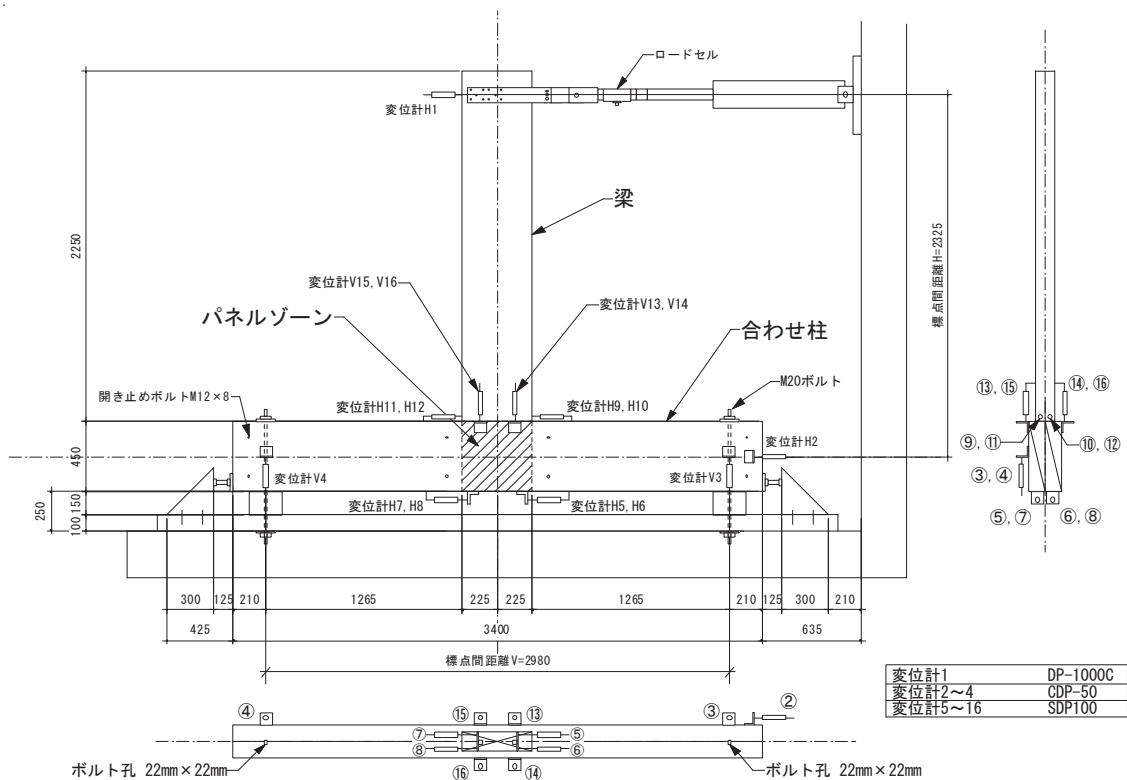 ロードセル
変位計H1
梁
2250
標点間距離H=2325
変位計V15, V16
変位計V13, V14
パネルゾーン
合わせ柱
M20ボルト
開き止めボルトM12×8
変位計H11, H12
変位計H9, H10
変位計H2
変位計V4
変位計V3
変位計H7, H8
変位計H5, H6
450
250
150
100
⑬, ⑮
⑭, ⑯
⑨, ⑪
⑩, ⑫
③, ④
⑤, ⑦
⑥, ⑧
300 125 210 1265 225 225 1265 210 125 300 210
425 3400 635
標点間距離V=2980
変位計1 DP-1000C
変位計2～4 CDP-50
変位計5～16 SDP100
④ ⑮ ⑬ ③ ②
⑦ ⑤
⑧ ⑥
⑯ ⑭
ボルト孔 22mm×22mm
ボルト孔 22mm×22mm